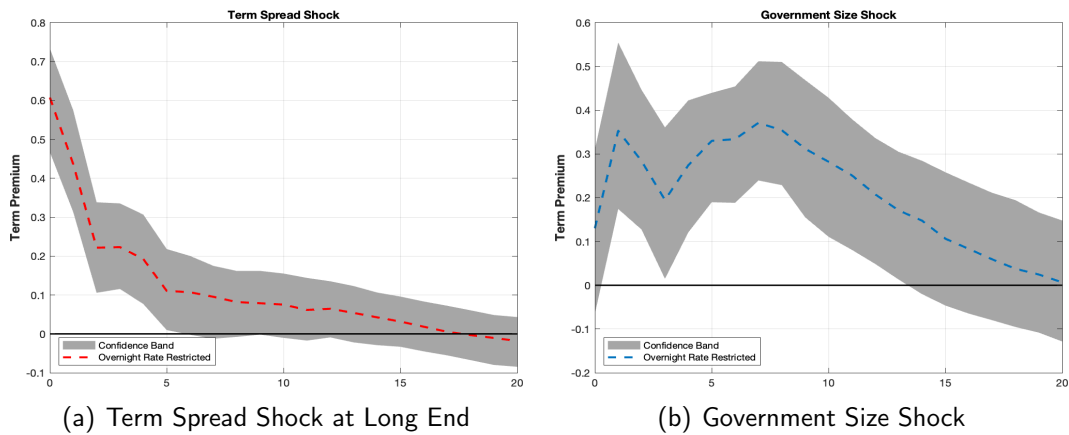 Term Spread Shock
0.8
0.7
0.6
0.5
0.4
0.3
0.2
0.1
0
-0.1
Term Premium
0 5 10 15 20
Confidence Band
Overnight Rate Restricted
(a) Term Spread Shock at Long End
Government Size Shock
0.6
0.5
0.4
0.3
0.2
0.1
0
-0.1
-0.2
Term Premium
0 5 10 15 20
Confidence Band
Overnight Rate Restricted
(b) Government Size Shock